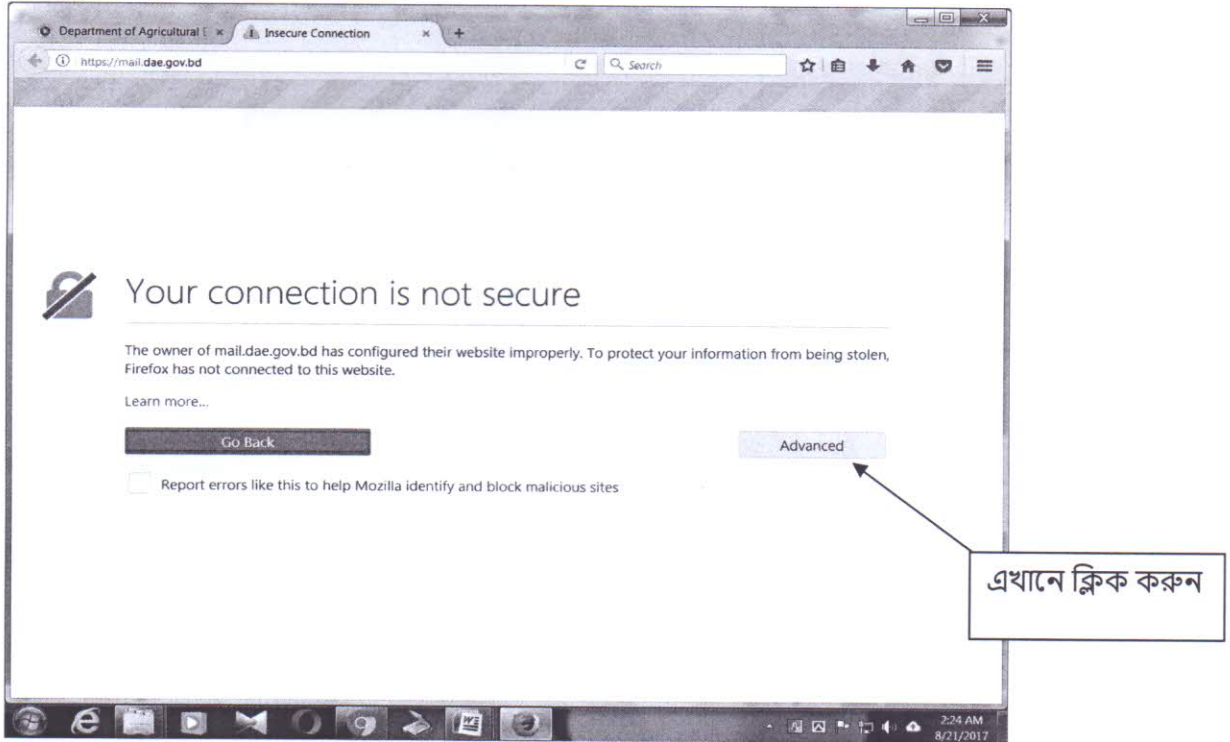 Department of Agricultural E
Insecure Connection
https://mail.dae.gov.bd
Search
Your connection is not secure
The owner of mail.dae.gov.bd has configured their website improperly. To protect your information from being stolen,
Firefox has not connected to this website.
Learn more...
Go Back
Advanced
Report errors like this to help Mozilla identify and block malicious sites
এখানে ক্লিক করুন
2:24 AM
8/21/2017